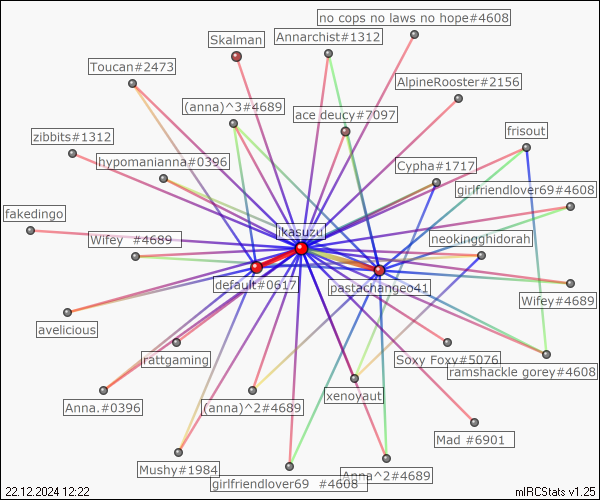 no cops no laws no hope#4608
Skalman
Annarchist#1312
Toucan#2473
AlpineRooster#2156
(anna)^3#4689
ace deucy#7097
zibbits#1312
frisout
hypomanianna#0396
Cypha#1717
girlfriendlover69#4608
fakedingo
ikasuzu
Wifey  #4689
neokingghidorah
default#0617
pastachangeo41
Wifey#4689
avelicious
rattgaming
Soxy Foxy#5076
ramshackle gorey#4608
Anna.#0396
(anna)^2#4689
xenoyaut
Mad #6901
Mushy#1984
girlfriendlover69  #4608
Anna^2#4689
22.12.2024 12:22
mIRCStats v1.25